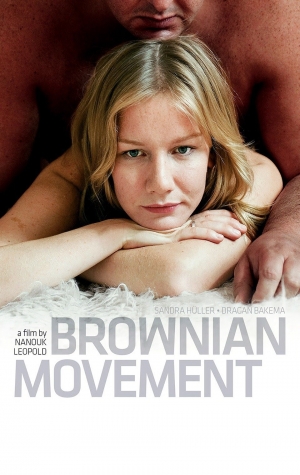 SANDRA HÜLLER • DRAGAN BAKEMA
a film by
NANOUK
LEOPOLD
BROWNIAN
MOVEMENT